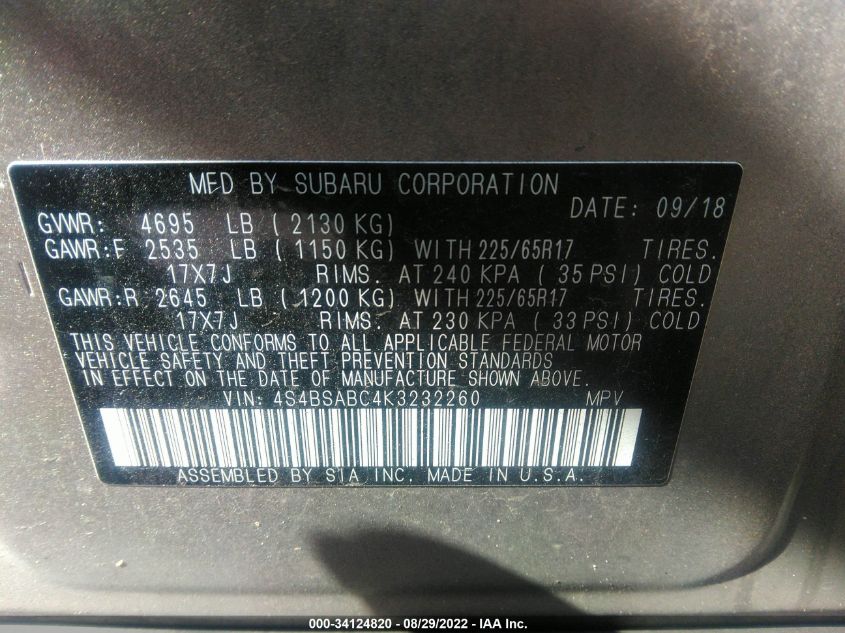 MFD BY SUBARU CORPORATION
DATE: 09/18
GVWR: 4695 LB ( 2130 KG)
GAWR:F 2535 LB ( 1150 KG) WITH 225/65R17 TIRES.
17X7J RIMS. AT 240 KPA ( 35 PSI) COLD
GAWR:R 2645 LB ( 1200 KG) WITH 225/65R17 TIRES.
17X7J RIMS. AT 230 KPA ( 33 PSI) COLD
THIS VEHICLE CONFORMS TO ALL APPLICABLE FEDERAL MOTOR
VEHICLE SAFETY AND THEFT PREVENTION STANDARDS
IN EFFECT ON THE DATE OF MANUFACTURE SHOWN ABOVE.
VIN: 4S4BSABC4K3232260 MPV
ASSEMBLED BY SIA INC. MADE IN U.S.A.
000-34124820 - 08/29/2022 - IAA Inc.